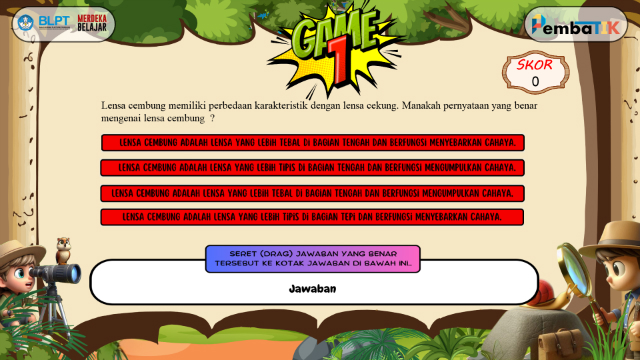 BLPT
MERDEKA
BELAJAR
GAME
1
PembaTIK
SKOR
0
Lensa cembung memiliki perbedaan karakteristik dengan lensa cekung. Manakah pernyataan yang benar
mengenai lensa cembung ?
LENSA CEMBUNG ADALAH LENSA YANG LEBIH TEBAL DI BAGIAN TENGAH DAN BERFUNGSI MENYEBARKAN CAHAYA.
LENSA CEMBUNG ADALAH LENSA YANG LEBIH TIPIS DI BAGIAN TENGAH DAN BERFUNGSI MENGUMPULKAN CAHAYA.
LENSA CEMBUNG ADALAH LENSA YANG LEBIH TEBAL DI BAGIAN TENGAH DAN BERFUNGSI MENGUMPULKAN CAHAYA.
LENSA CEMBUNG ADALAH LENSA YANG LEBIH TIPIS DI BAGIAN TEPI DAN BERFUNGSI MENYEBARKAN CAHAYA.
SERET (DRAG) JAWABAN YANG BENAR
TERSEBUT KE KOTAK JAWABAN DI BAWAH INI..
Jawaban